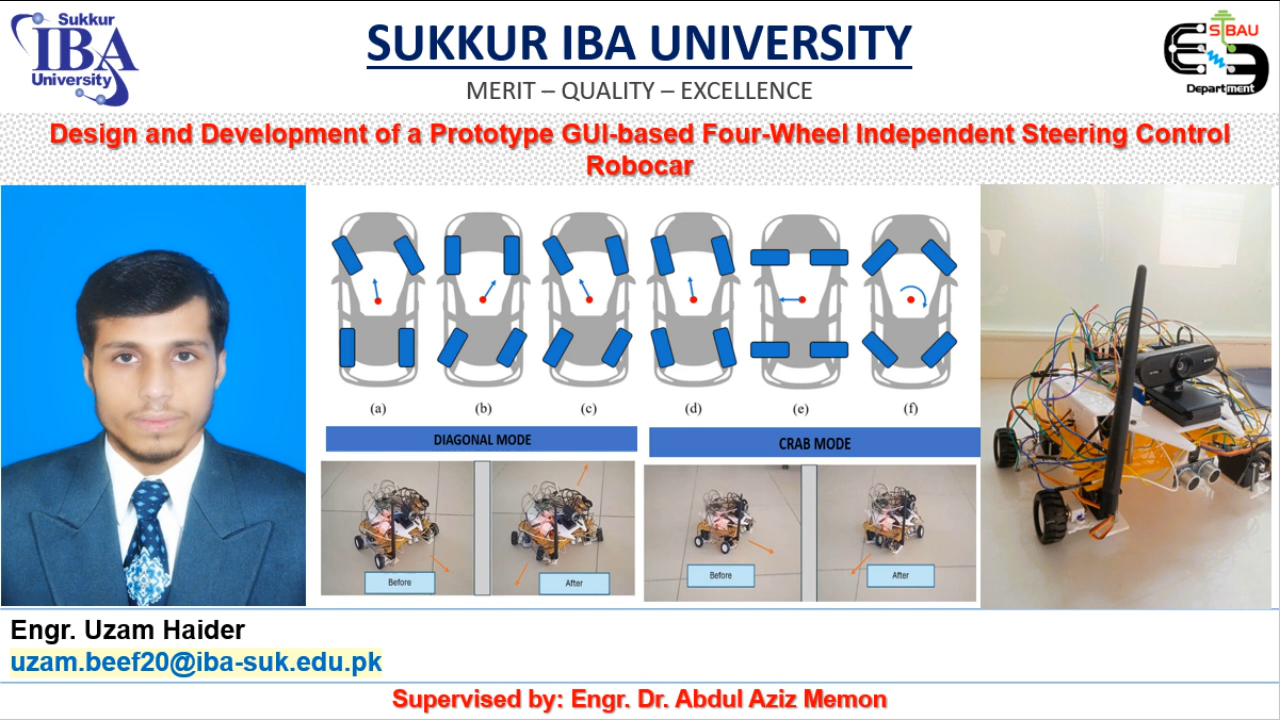 Sukkur
IBA
University
SUKKUR IBA UNIVERSITY
MERIT – QUALITY – EXCELLENCE
SIBAU
Department
Design and Development of a Prototype GUI-based Four-Wheel Independent Steering Control
Robocar
(a) (b) (c) (d) (e) (f)
DIAGONAL MODE
CRAB MODE
Before
After
Before
After
Engr. Uzam Haider
uzam.beef20@iba-suk.edu.pk
Supervised by: Engr. Dr. Abdul Aziz Memon